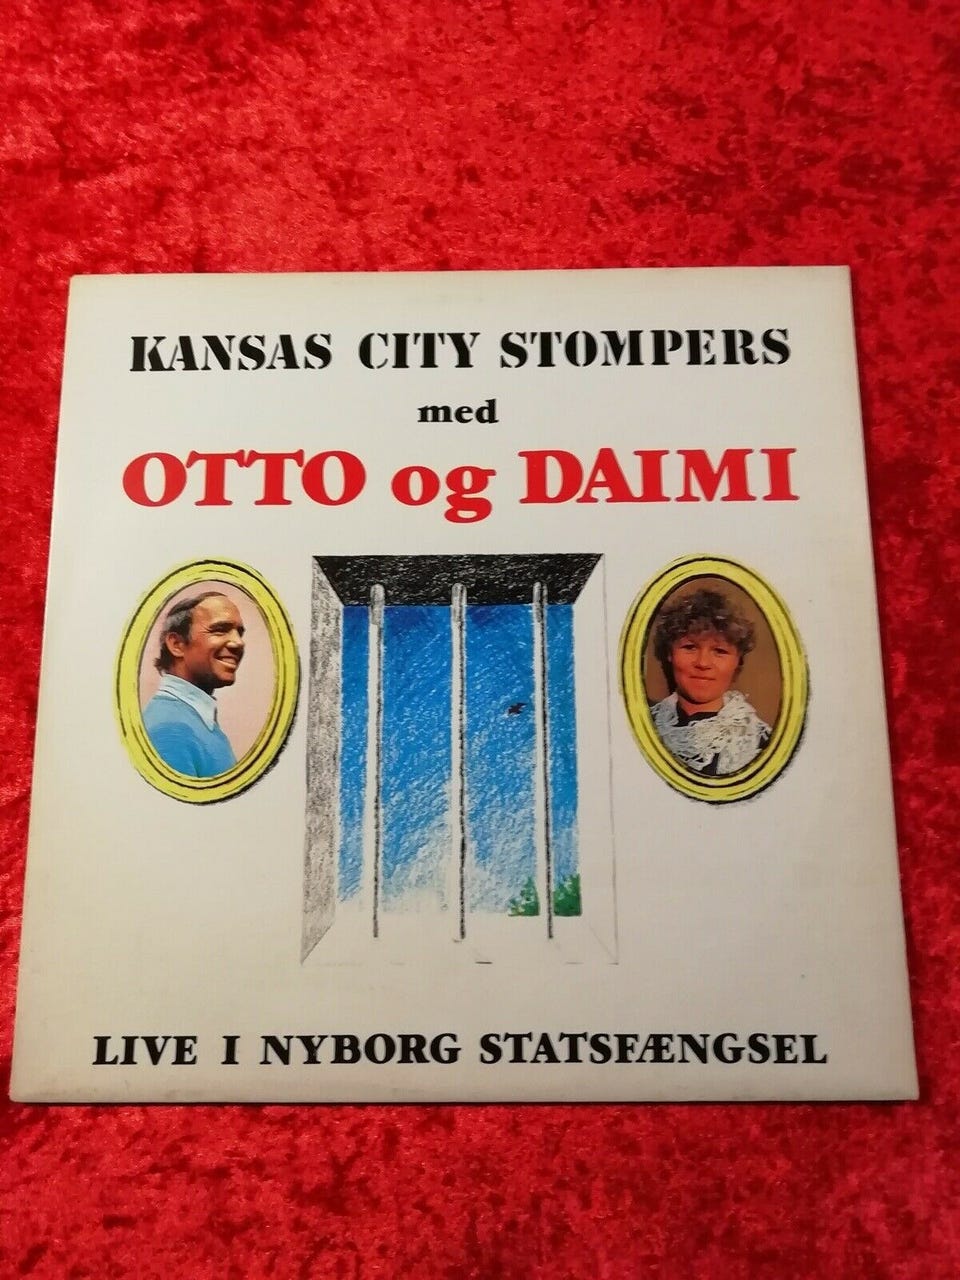 KANSAS CITY STOMPERS
med
OTTO og DAIMI
LIVE I NYBORG STATSFÆNGSEL